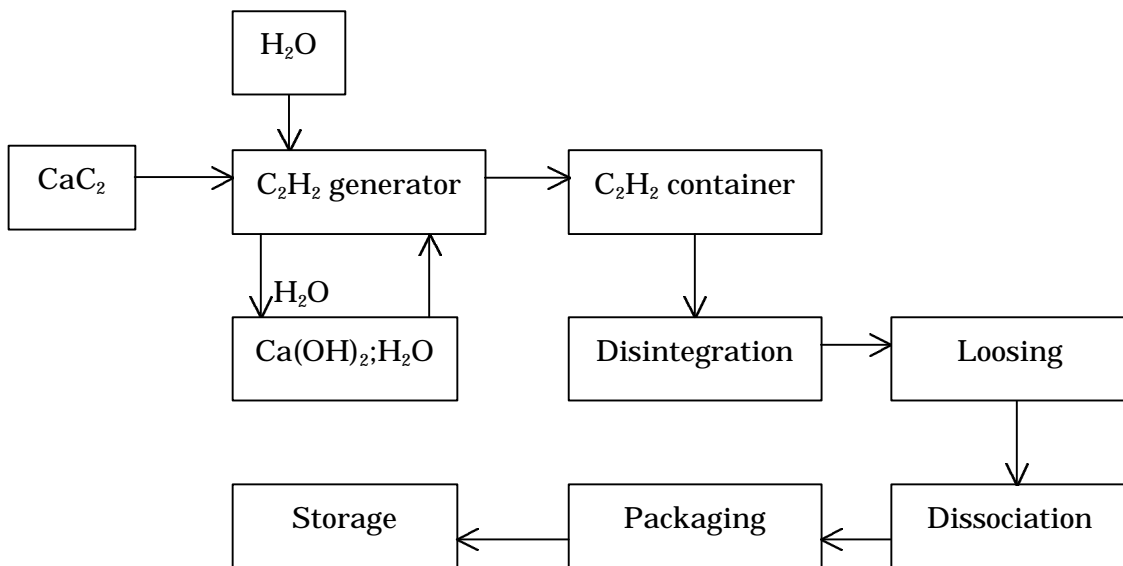 H₂O
CaC₂
C₂H₂ generator
C₂H₂ container
H₂O
Ca(OH)₂;H₂O
Disintegration
Loosing
Storage
Packaging
Dissociation